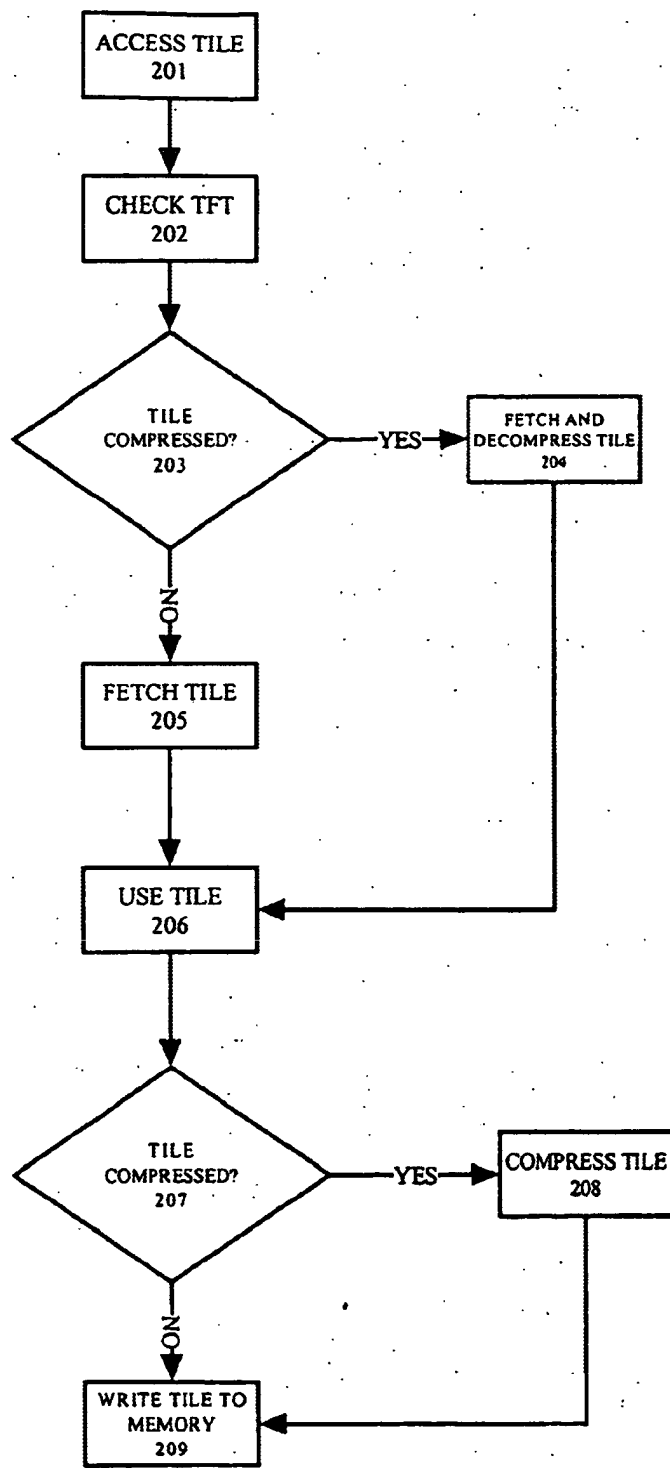 ACCESS TILE
201
CHECK TFT
202
TILE
COMPRESSED?
203
YES
FETCH AND
DECOMPRESS TILE
204
NO
FETCH TILE
205
USE TILE
206
TILE
COMPRESSED?
207
YES
COMPRESS TILE
208
NO
WRITE TILE TO
MEMORY
209